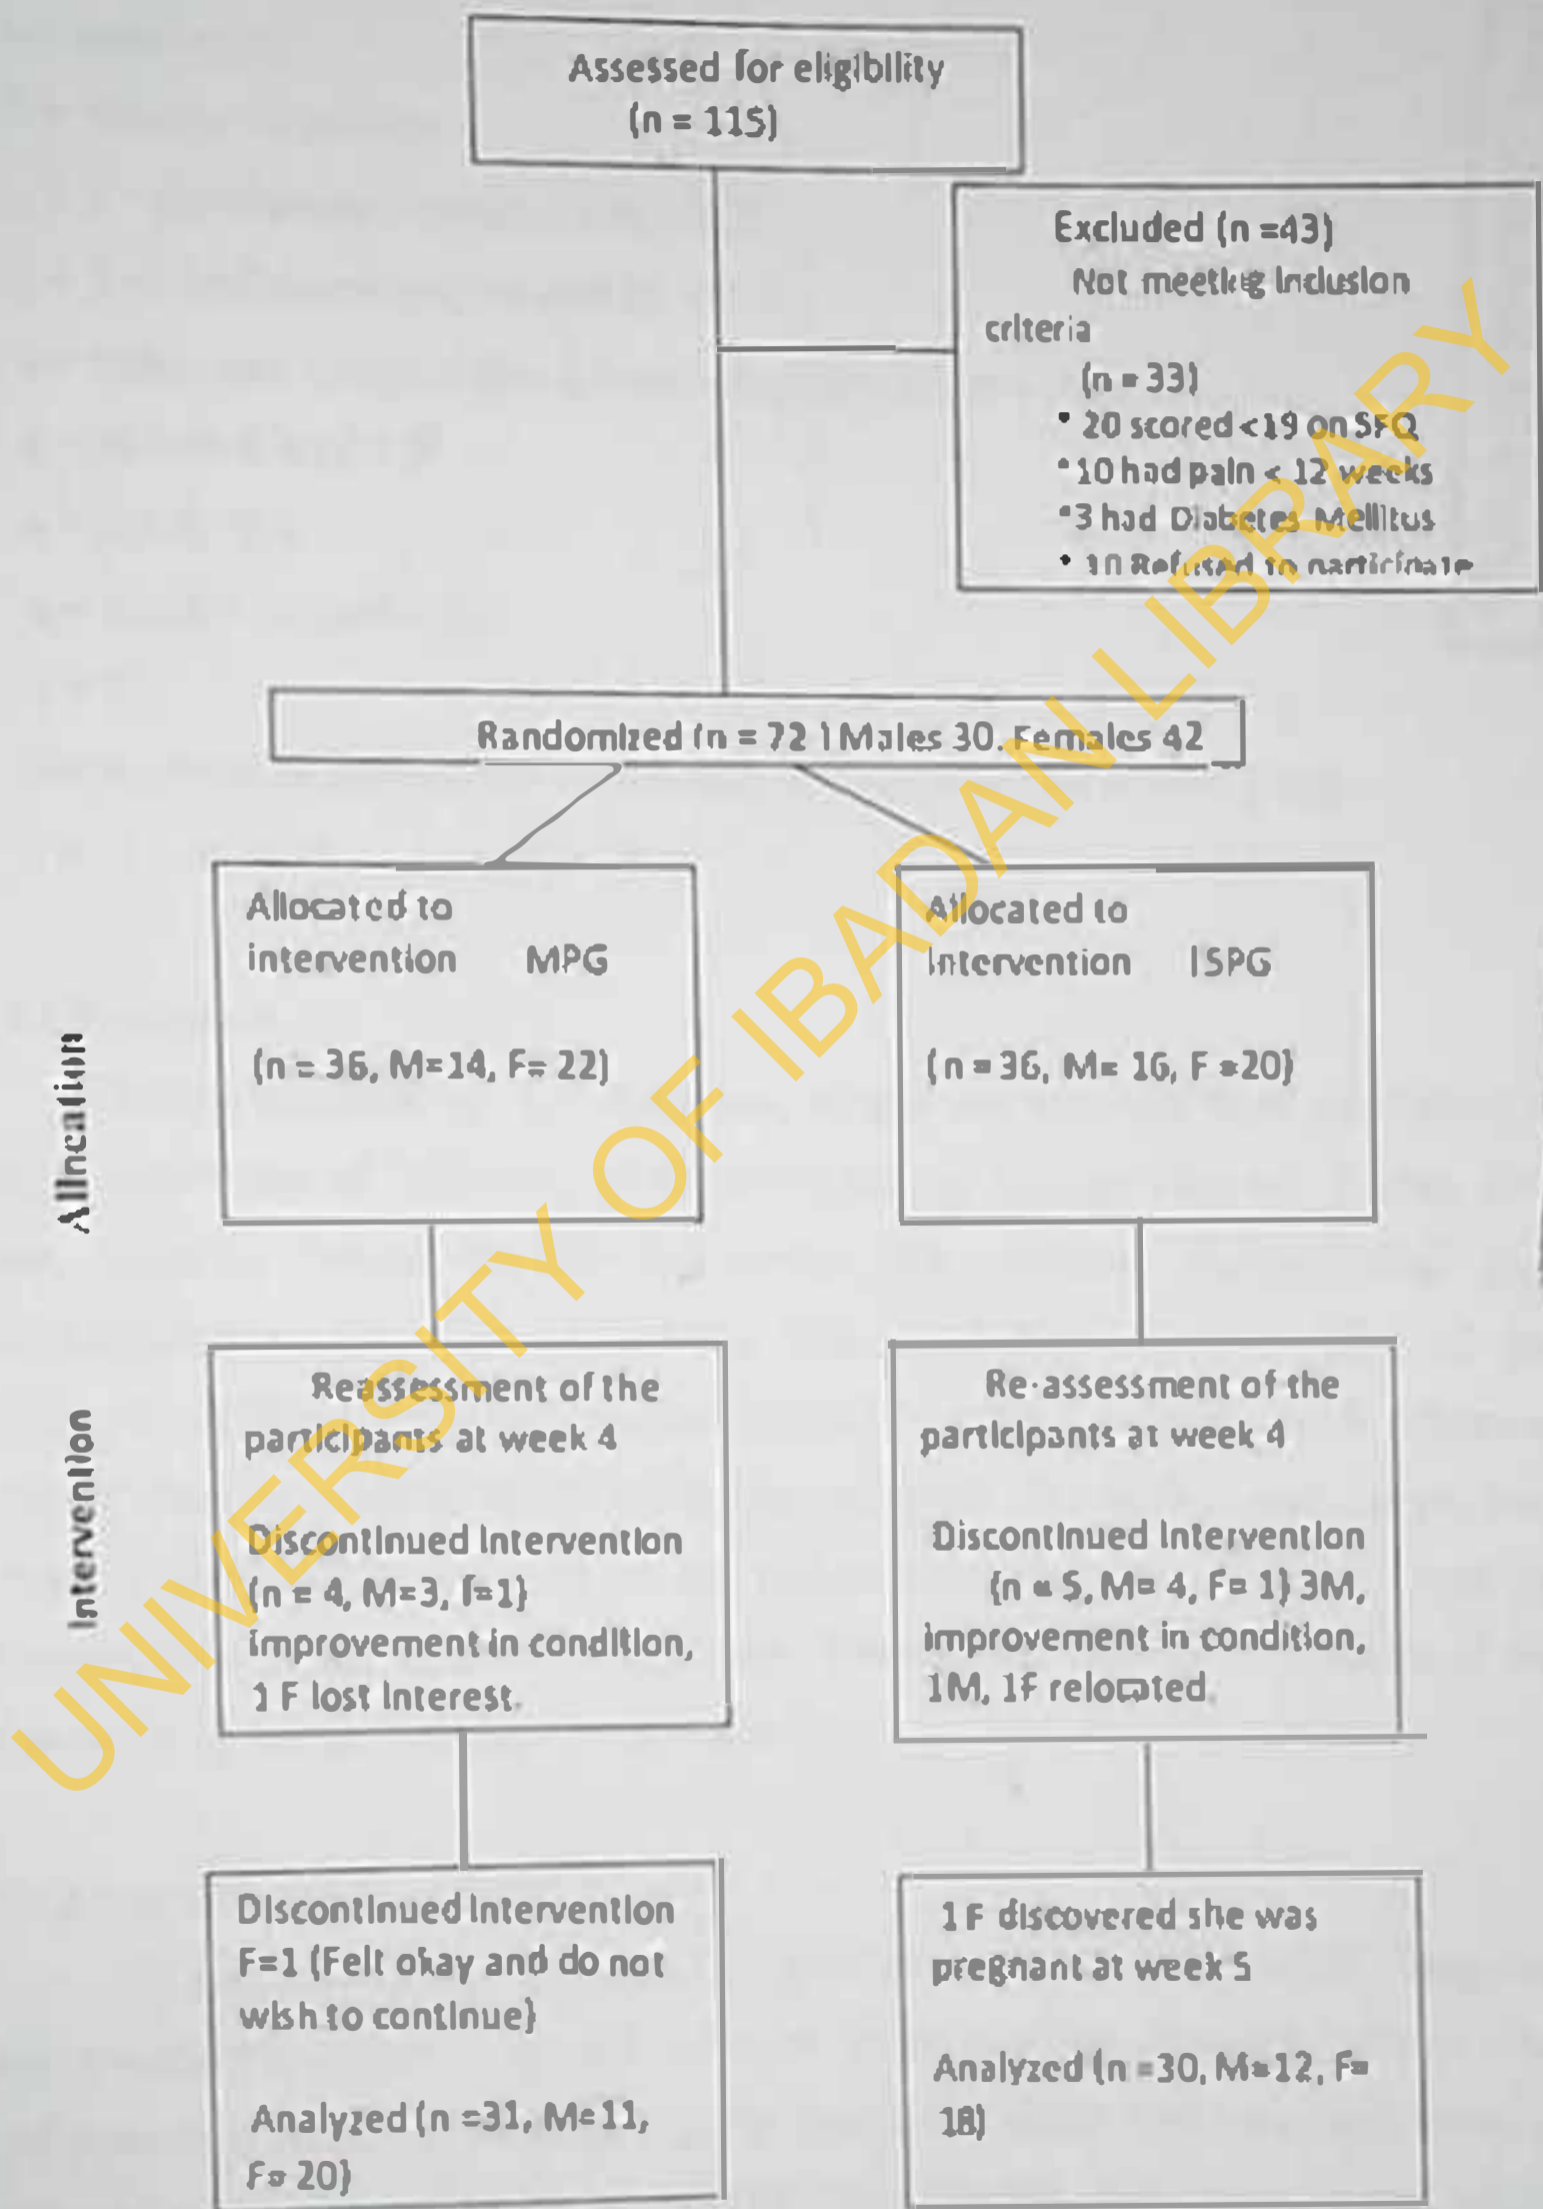 Assessed for eligibility
(n = 115)
Excluded (n =43)
Not meeting Inclusion
criteria
(n = 33)
• 20 scored <19 on SFQ
• 10 had pain < 12 weeks
• 3 had Diabetes Mellitus
• 10 Refused to participate
Randomized (n = 72 ) Males 30. Females 42
Allocated to
intervention MPG
(n = 36, M=14, F= 22)
Allocated to
Intervention ISPG
(n = 36, M= 16, F =20)
Allocation
Reassessment of the
participants at week 4
Discontinued Intervention
(n = 4, M=3, f=1)
improvement in condition,
1 F lost Interest.
Re-assessment of the
participants at week 4
Discontinued Intervention
(n = 5, M= 4, F= 1) 3M,
improvement in condition,
1M, 1F relocated.
Intervention
Discontinued Intervention
F=1 (Felt okay and do not
wish to continue)
Analyzed (n =31, M=11,
F= 20)
1 F discovered she was
pregnant at week 5
Analyzed (n =30, M=12, F=
18)
UNIVERSITY OF IBADAN LIBRARY